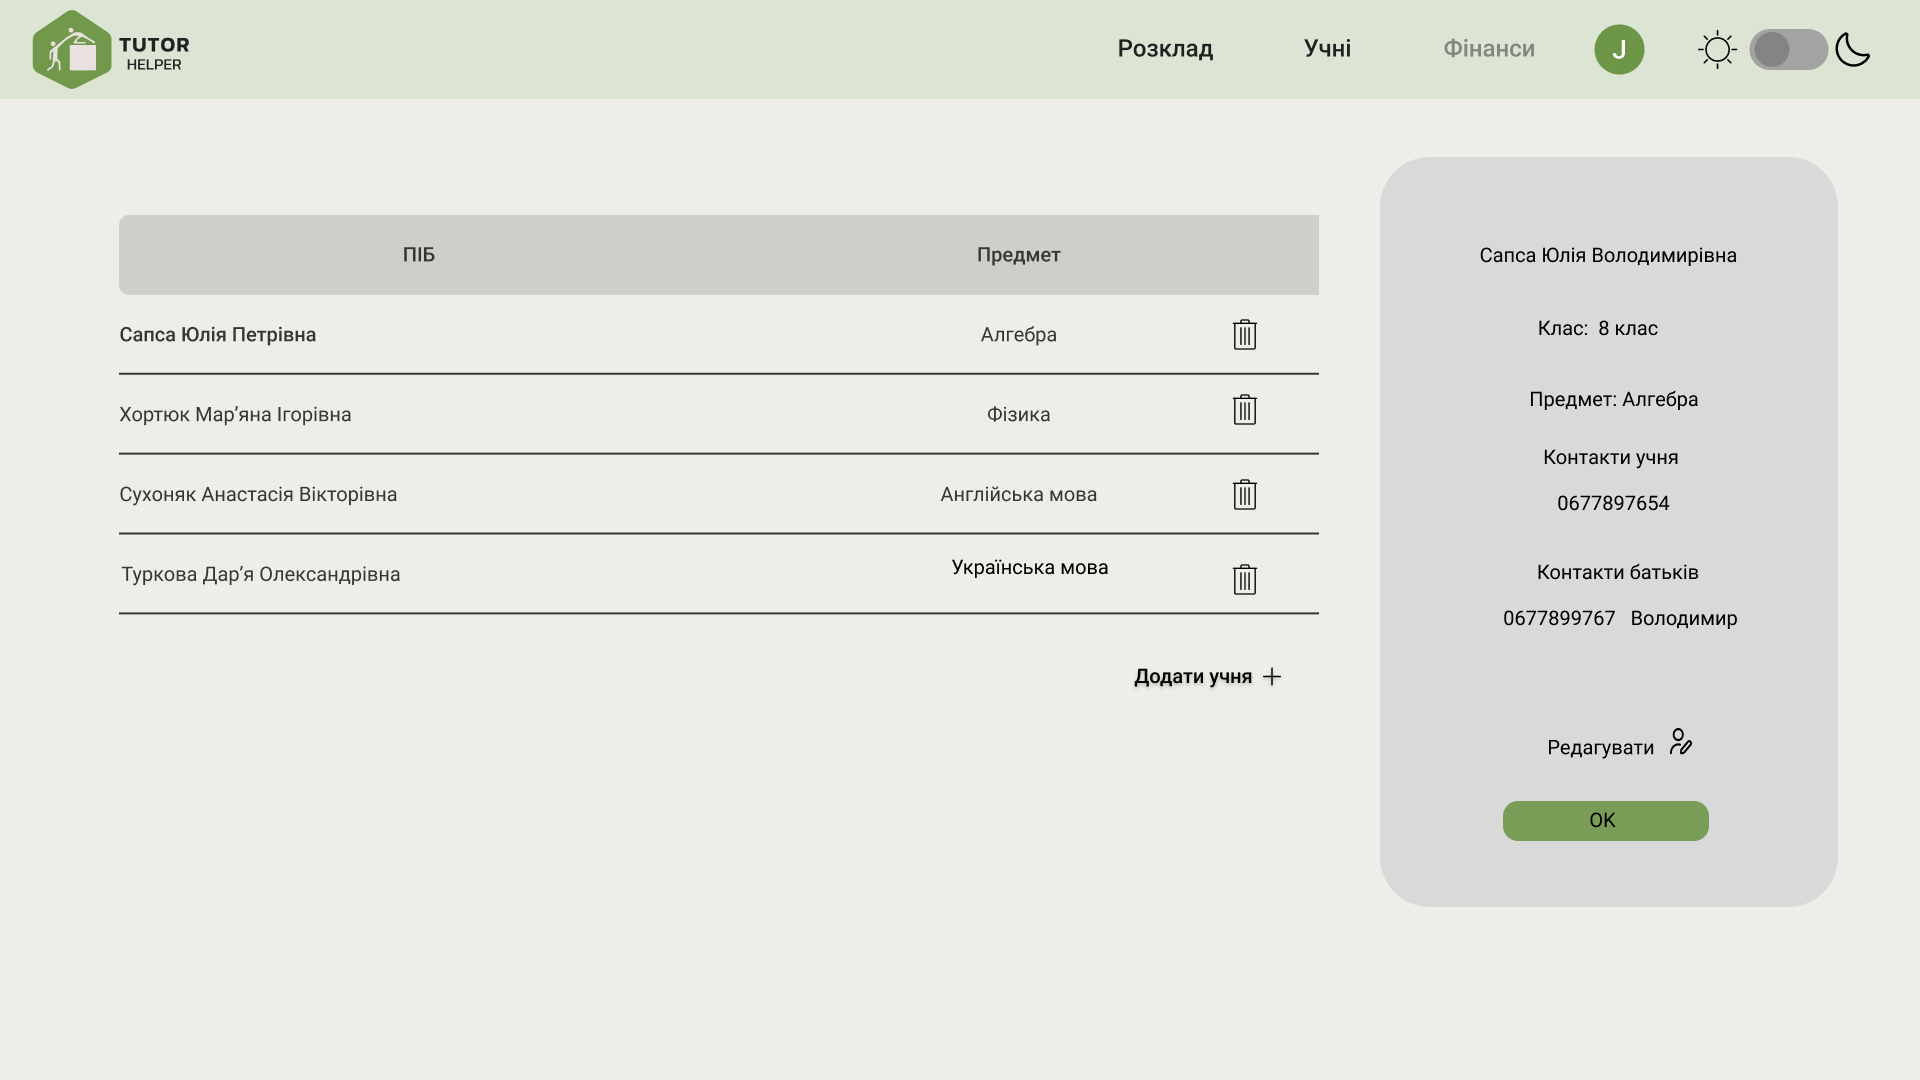 TUTOR
HELPER
Розклад
Учні
Фінанси
J
ПІБ
Предмет
Сапса Юлія Петрівна
Алгебра
Хортюк Мар’яна Ігорівна
Фізика
Сухоняк Анастасія Вікторівна
Англійська мова
Туркова Дар’я Олександрівна
Українська мова
Додати учня
Сапса Юлія Володимирівна
Клас: 8 клас
Предмет: Алгебра
Контакти учня
0677897654
Контакти батьків
0677899767 Володимир
Редагувати
OK